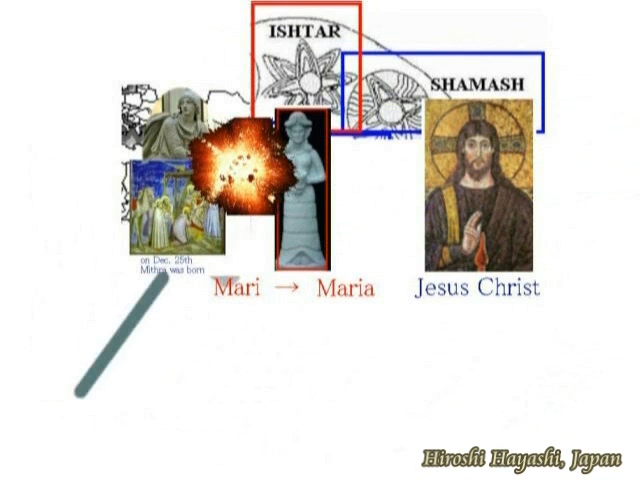 ISHTAR
SHAMASH
on Dec. 25th
Mithra was born
Mari → Maria
Jesus Christ
Hiroshi Hayashi, Japan